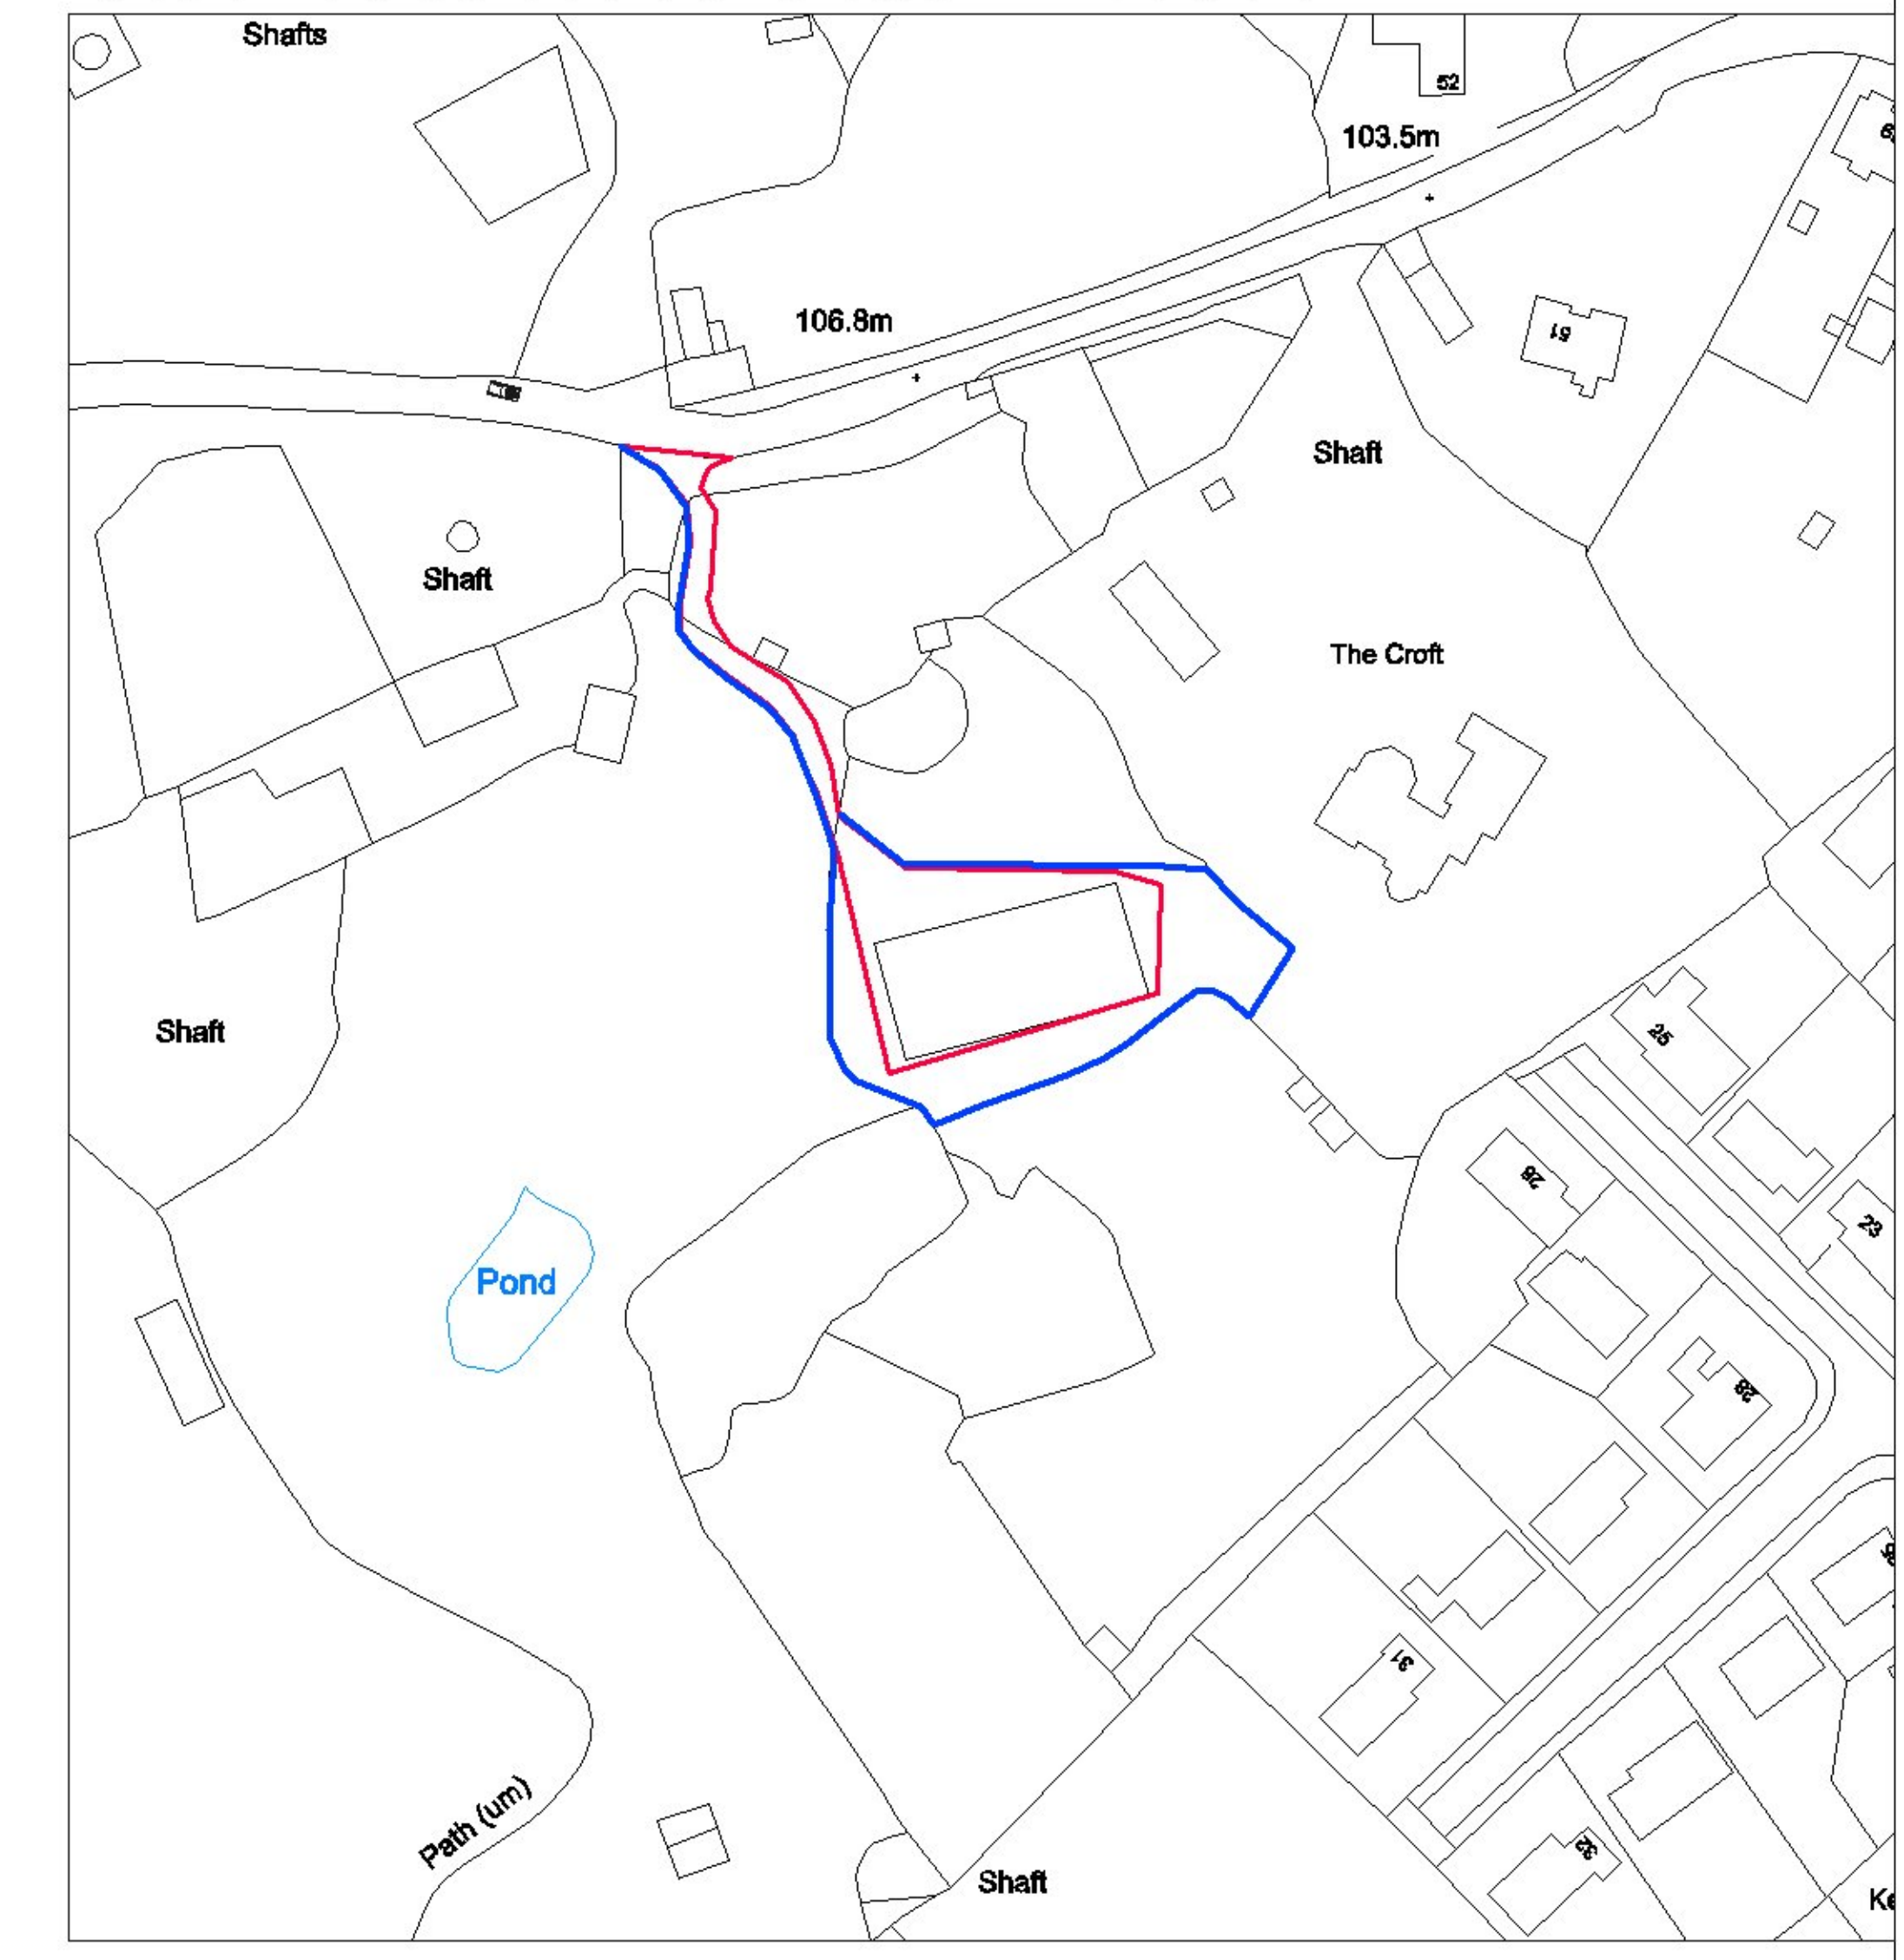 Shafts
52
103.5m
106.8m
51
Shaft
Shaft
The Croft
Shaft
25
26
23
Pond
28
31
Path (um)
32
Shaft